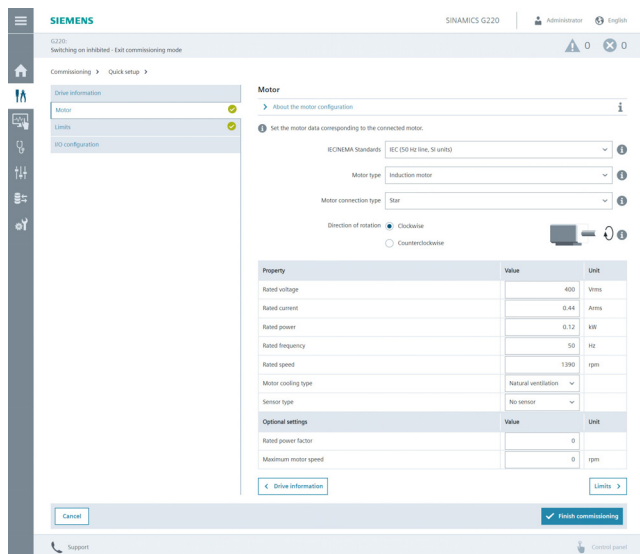 SIEMENS
SINAMICS G220
Administrator
English
G220:
Switching on inhibited - Exit commissioning mode
0
0
Commissioning > Quick setup >
Drive information
Motor
Limits
I/O configuration
Motor
About the motor configuration
Set the motor data corresponding to the connected motor.
IEC/NEMA Standards IEC (50 Hz line, SI units)
Motor type Induction motor
Motor connection type Star
Direction of rotation Clockwise
Counterclockwise
Property Value Unit
Rated voltage 400 Vrms
Rated current 0.44 Arms
Rated power 0.12 kW
Rated frequency 50 Hz
Rated speed 1390 rpm
Motor cooling type Natural ventilation
Sensor type No sensor
Optional settings Value Unit
Rated power factor 0
Maximum motor speed 0 rpm
< Drive information
Limits >
Cancel
Finish commissioning
Support
Control panel